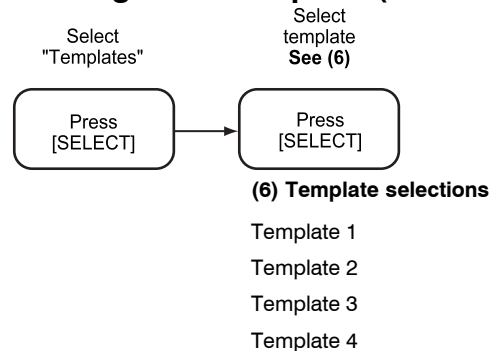 Select
"Templates"
Select
template
See (6)
Press
[SELECT]
Press
[SELECT]
(6) Template selections
Template 1
Template 2
Template 3
Template 4